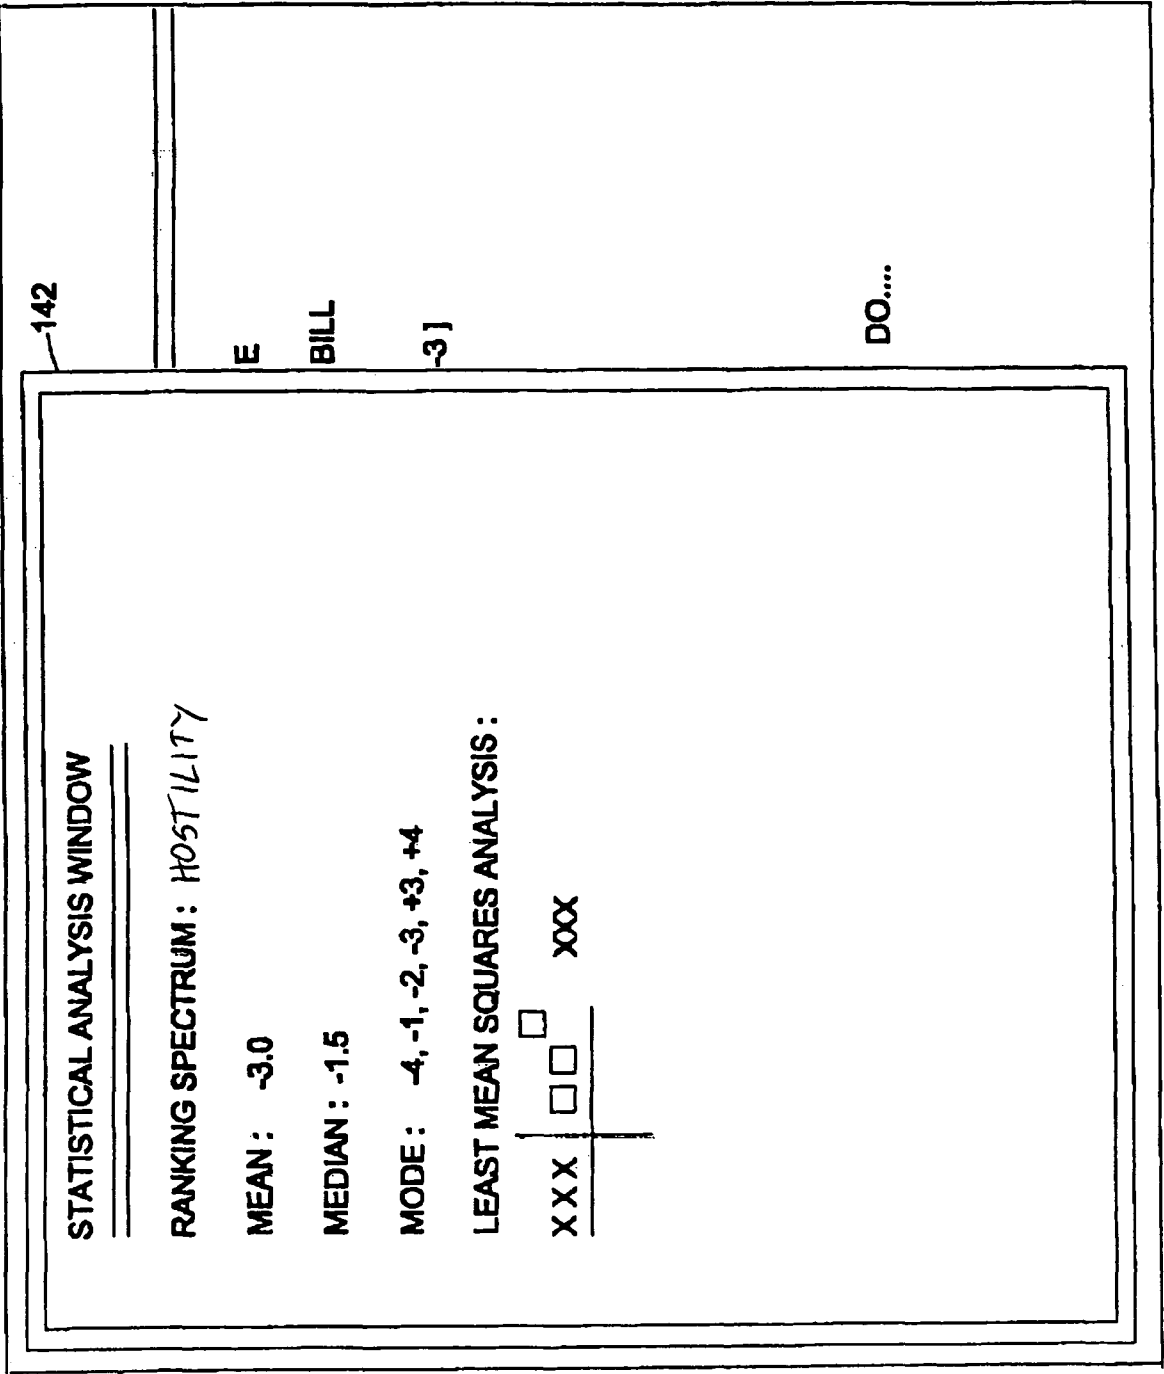 142
STATISTICAL ANALYSIS WINDOW
RANKING SPECTRUM : HOSTILITY
E
MEAN : -3.0
BILL
MEDIAN : -1.5
-3 ]
MODE : -4, -1, -2, -3, +3, +4
LEAST MEAN SQUARES ANALYSIS :
X X X □ □ □ XXX
DO....